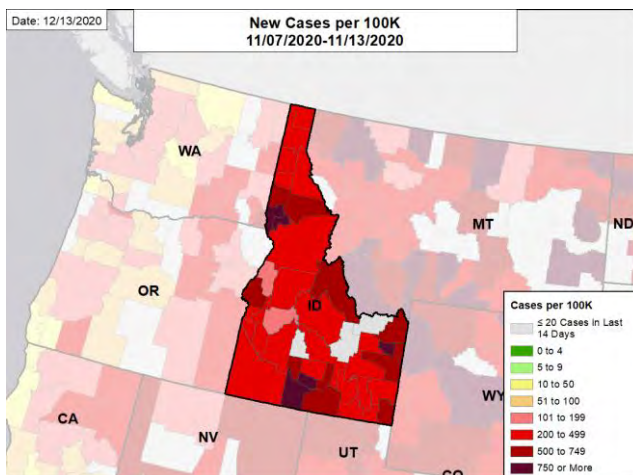 Date: 12/13/2020
New Cases per 100K
11/07/2020-11/13/2020
WA
MT
ND
OR
ID
WY
CA
NV
UT
CO
Cases per 100K
≤ 20 Cases in Last
14 Days
0 to 4
5 to 9
10 to 50
51 to 100
101 to 199
200 to 499
500 to 749
750 or More